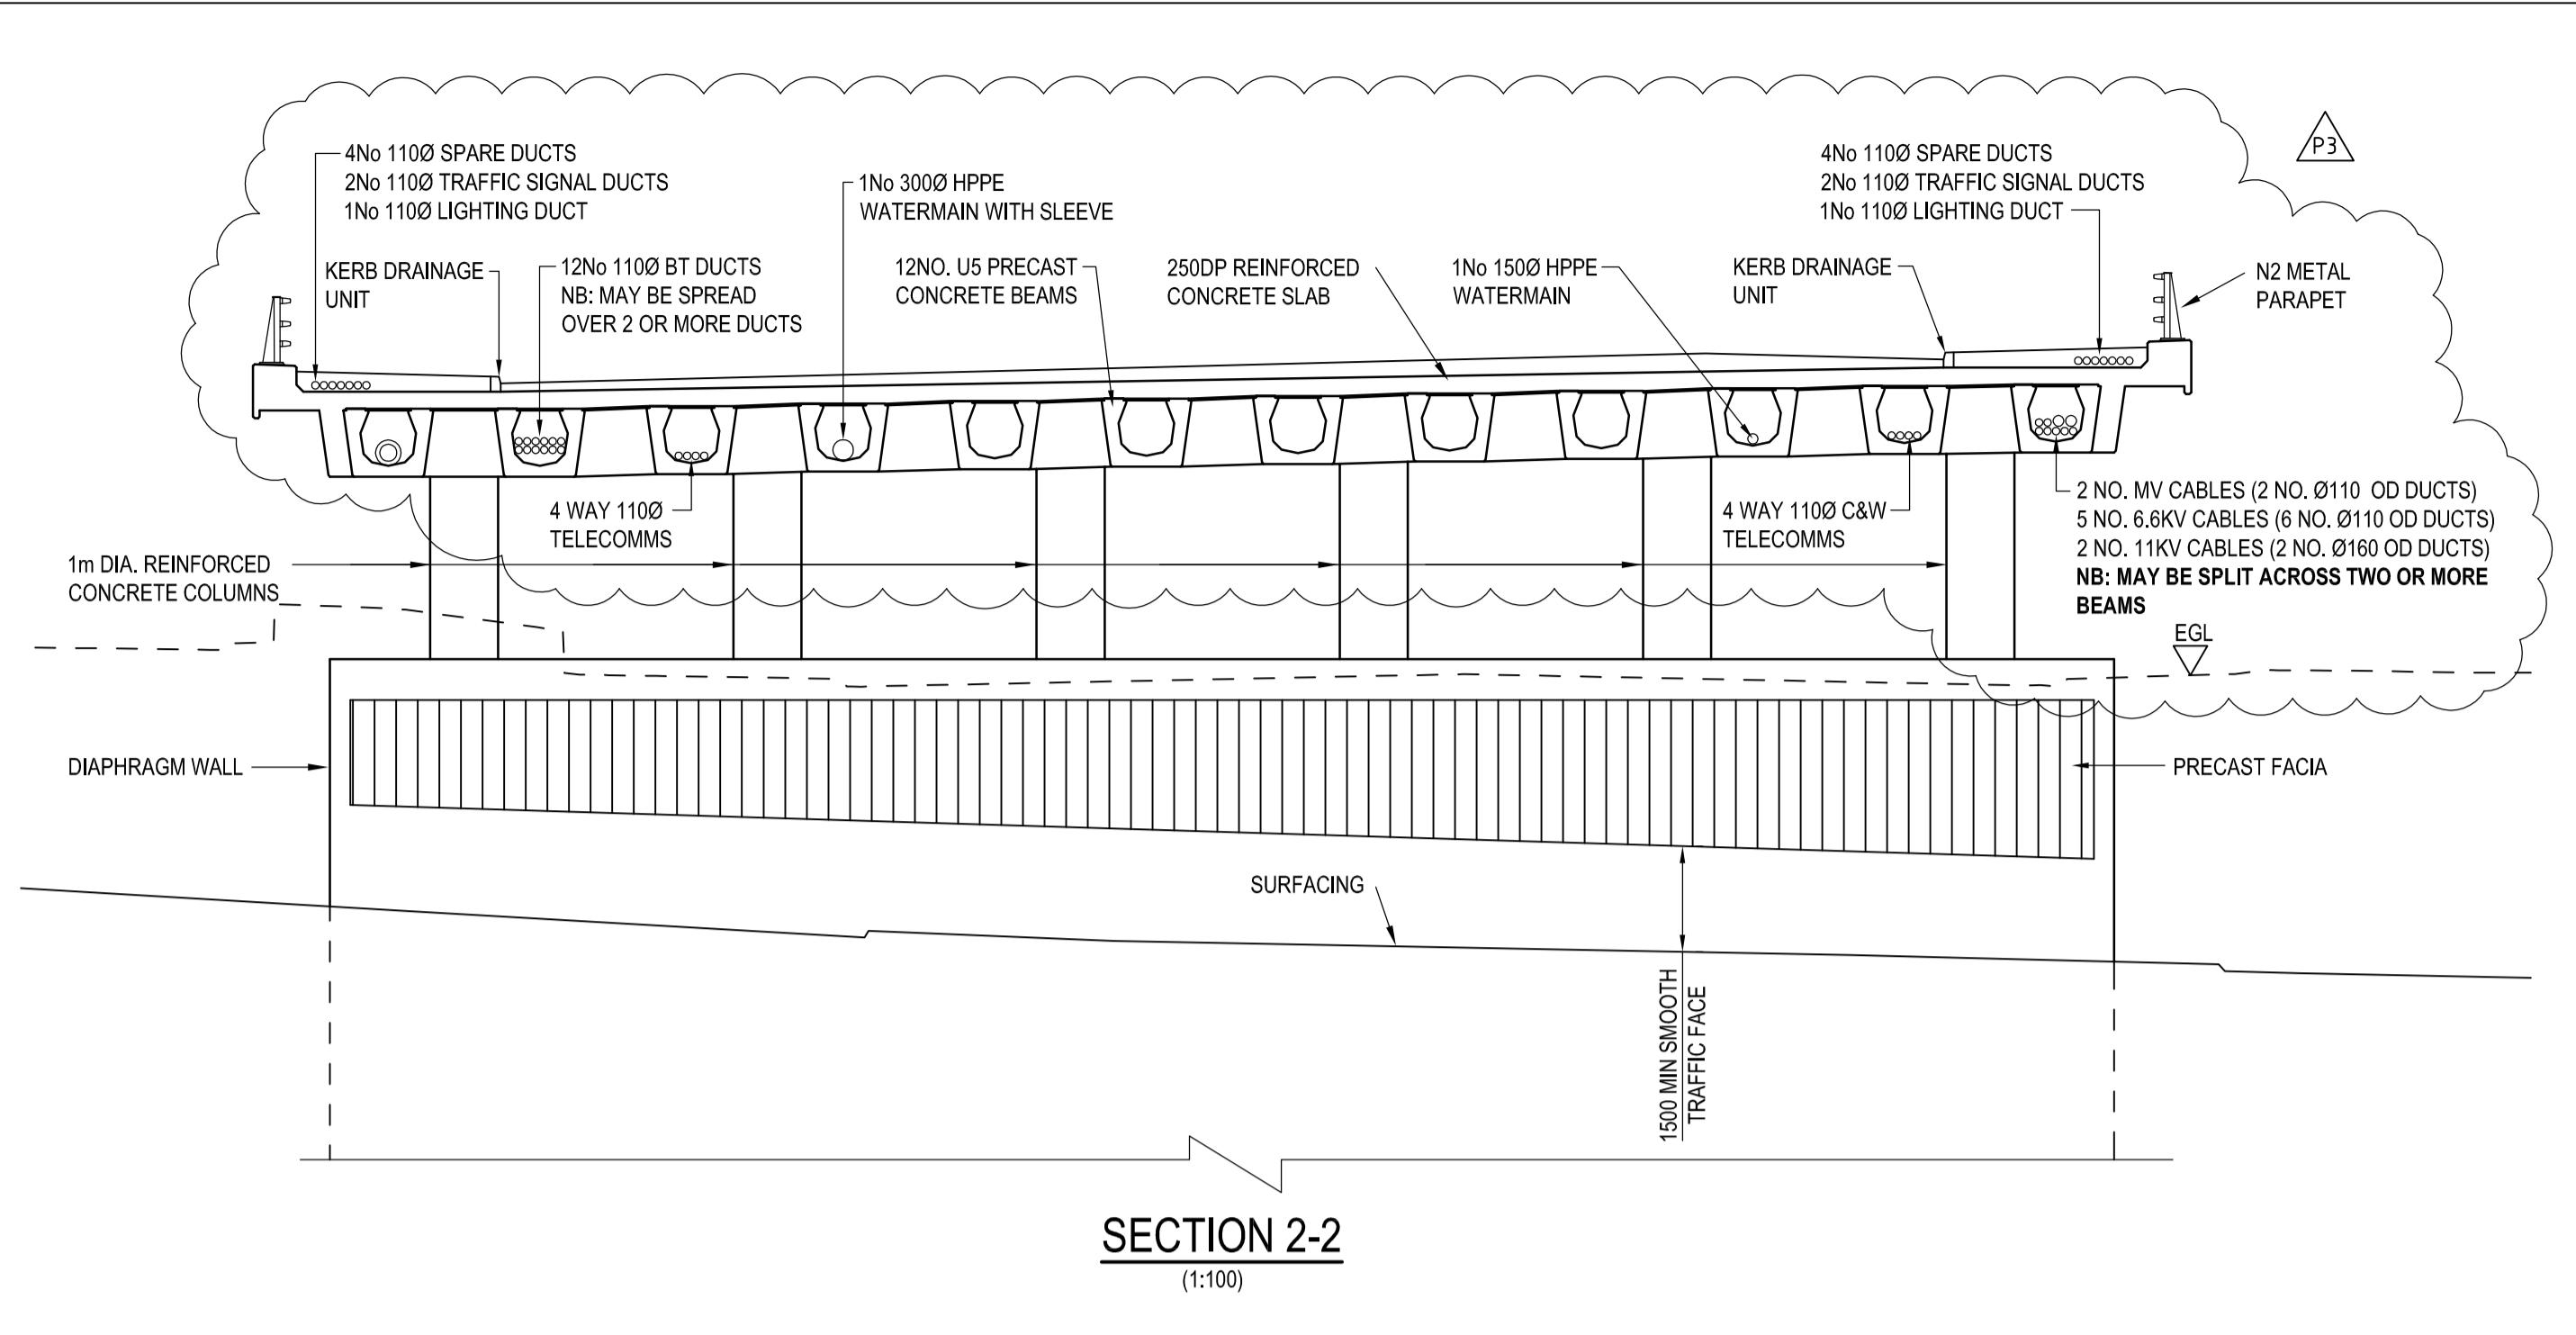 P3
4No 110Ø SPARE DUCTS
2No 110Ø TRAFFIC SIGNAL DUCTS
1No 110Ø LIGHTING DUCT
1No 300Ø HPPE
WATERMAIN WITH SLEEVE
4No 110Ø SPARE DUCTS
2No 110Ø TRAFFIC SIGNAL DUCTS
1No 110Ø LIGHTING DUCT
KERB DRAINAGE
UNIT
12No 110Ø BT DUCTS
NB: MAY BE SPREAD
OVER 2 OR MORE DUCTS
12NO. U5 PRECAST
CONCRETE BEAMS
250DP REINFORCED
CONCRETE SLAB
1No 150Ø HPPE
WATERMAIN
KERB DRAINAGE
UNIT
N2 METAL
PARAPET
4 WAY 110Ø
TELECOMMS
4 WAY 110Ø C&W
TELECOMMS
2 NO. MV CABLES (2 NO. Ø110 OD DUCTS)
5 NO. 6.6KV CABLES (6 NO. Ø110 OD DUCTS)
2 NO. 11KV CABLES (2 NO. Ø160 OD DUCTS)
NB: MAY BE SPLIT ACROSS TWO OR MORE
BEAMS
1m DIA. REINFORCED
CONCRETE COLUMNS
EGL
DIAPHRAGM WALL
PRECAST FACIA
SURFACING
1500 MIN SMOOTH
TRAFFIC FACE
SECTION 2-2
(1:100)